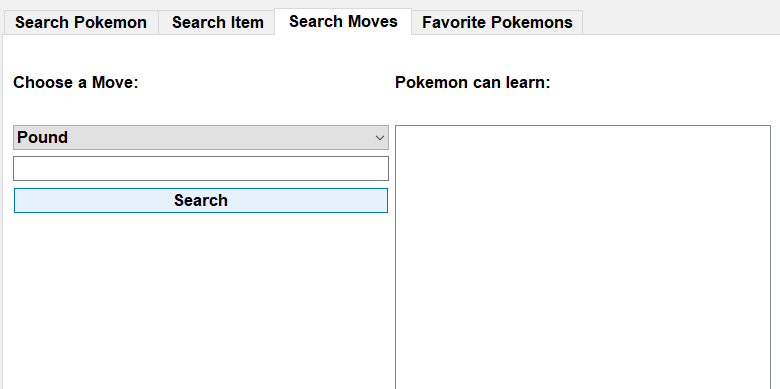 Search Pokemon Search Item Search Moves Favorite Pokemons
Choose a Move:
Pokemon can learn:
Pound
Search